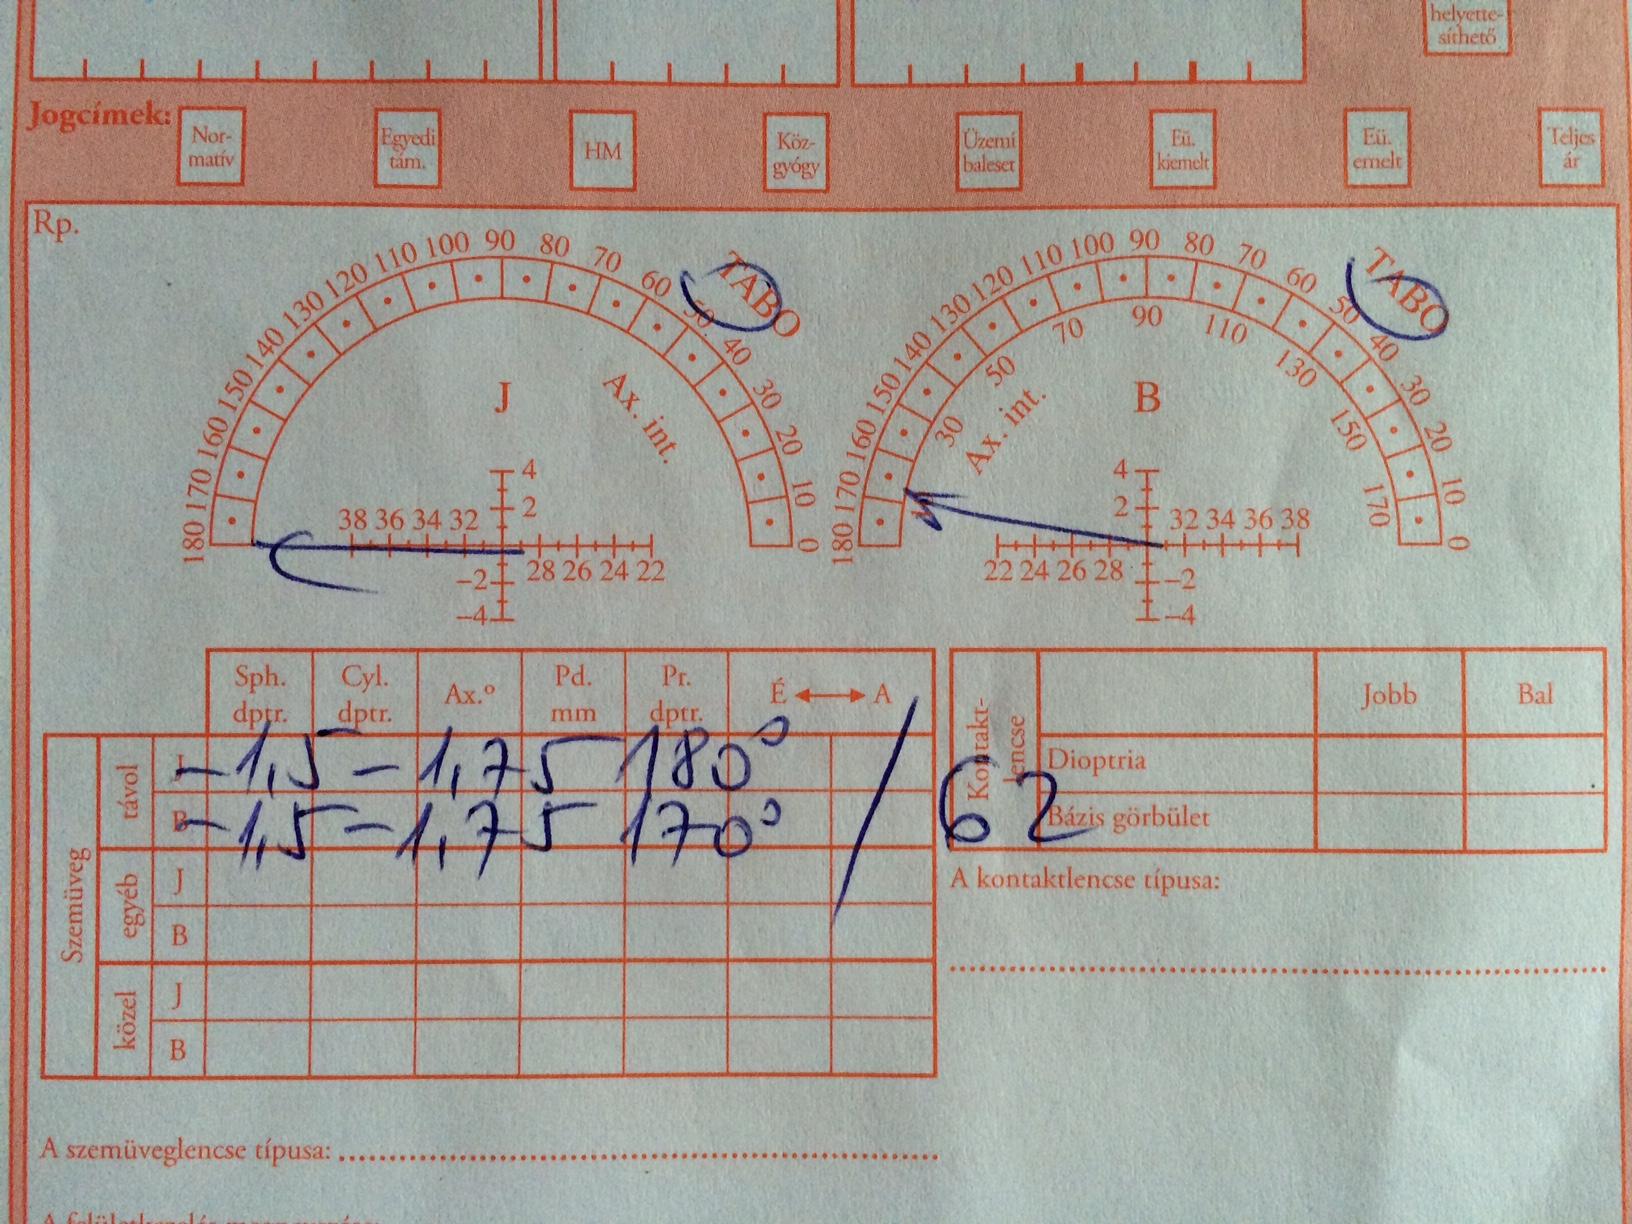 helyette-
síthető
Jogcímek:
Nor-
matív
Egyedi
tám.
HM
Köz-
gyógy
Üzemi
baleset
Eü.
kiemelt
Eü.
emelt
Teljes
ár
Rp.
180 170 160 150 140 130 120 110 100 90 80 70 60 50 40 30 20 10 0
TABO
J
Ax. int.
4
2
38 36 34 32
28 26 24 22
-2
-4
180 170 160 150 140 130 120 110 100 90 80 70 60 50 40 30 20 10 0
TABO
30 50 70 90 110 130 150 170
B
Ax. int.
4
2
32 34 36 38
22 24 26 28
-2
-4
Sph. dptr. Cyl. dptr. Ax.º Pd. mm Pr. dptr. É A
Szemüveg
távol
J -1,5 -1,75 180°
B -1,5 -1,75 170°
/ 62
egyéb
J
B
közel
J
B
Kontakt-
lencse
Jobb Bal
Dioptria
Bázis görbület
A kontaktlencse típusa:
A szemüveglencse típusa: